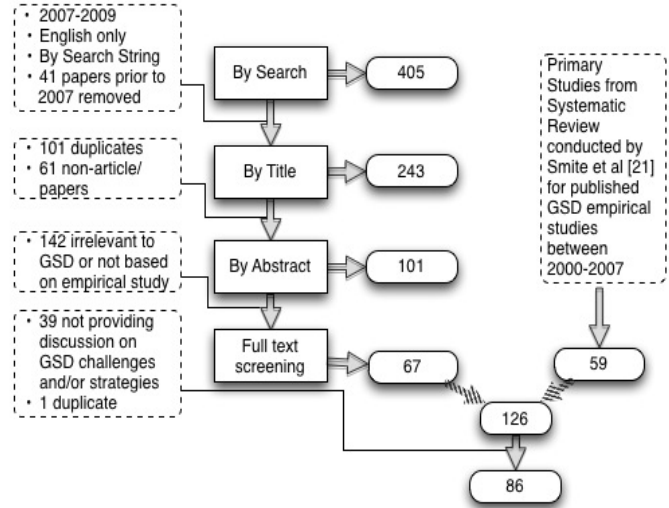 • 2007-2009
• English only
• By Search String
• 41 papers prior to
2007 removed
By Search
405
• 101 duplicates
• 61 non-article/
papers
By Title
243
• 142 irrelevant to
GSD or not based
on empirical study
By Abstract
101
• 39 not providing
discussion on
GSD challenges
and/or strategies
• 1 duplicate
Full text
screening
67
Primary
Studies from
Systematic
Review
conducted by
Smite et al [21]
for published
GSD empirical
studies
between
2000-2007
59
126
86